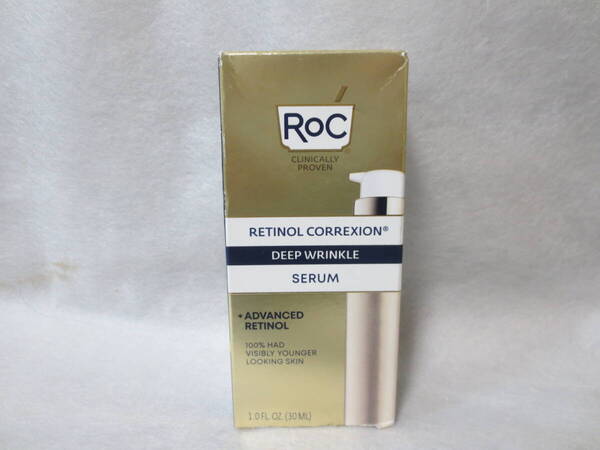 RoC
CLINICALLY
PROVEN
RETINOL CORREXION®
DEEP WRINKLE
SERUM
+ADVANCED
RETINOL
100% HAD
VISIBLY YOUNGER
LOOKING SKIN
1.0 FL OZ. (30 ML)